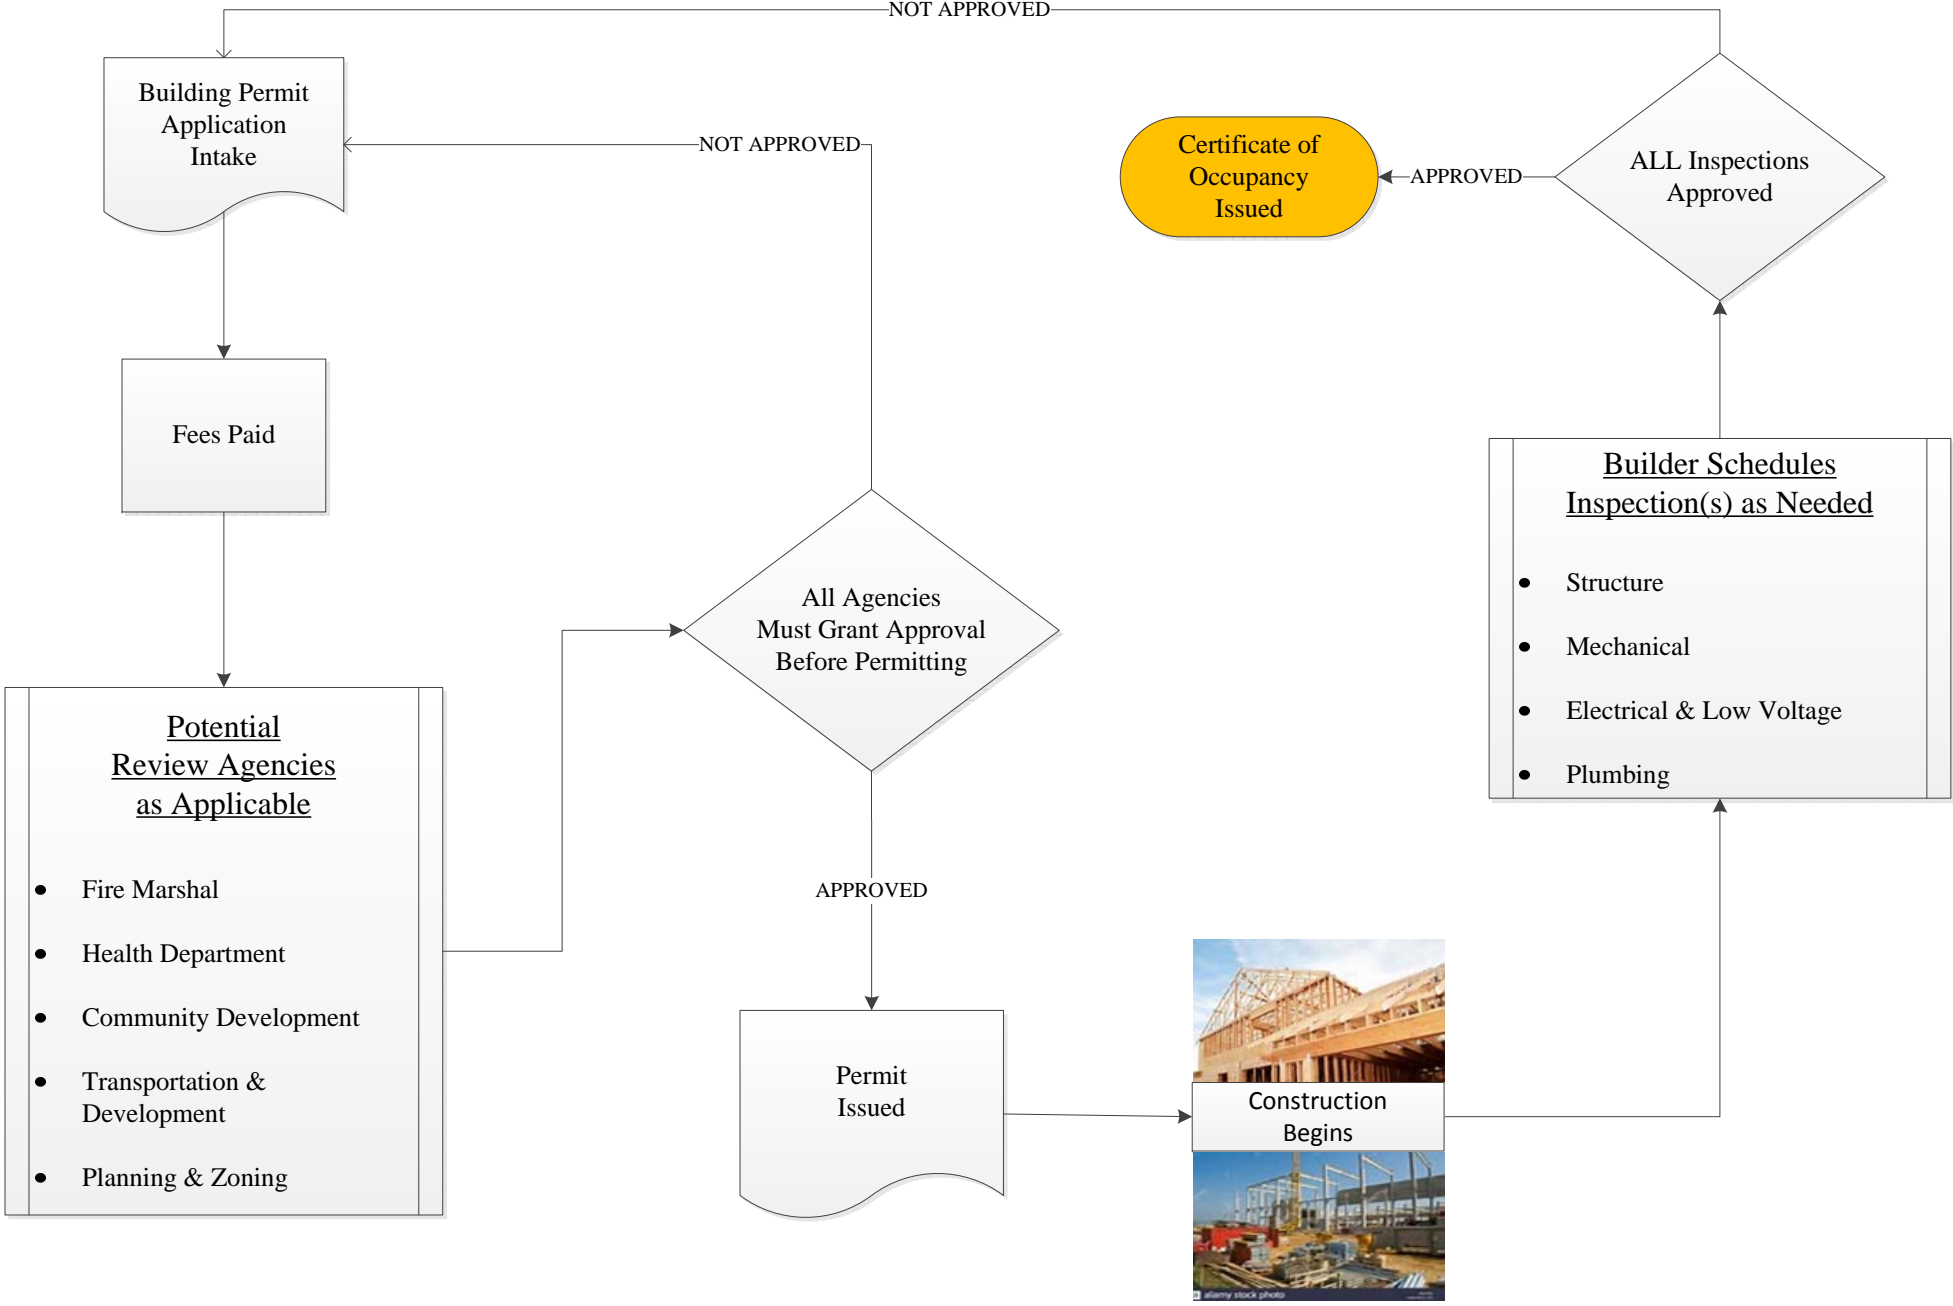 NOT APPROVED
Building Permit
Application
Intake
NOT APPROVED
Certificate of
Occupancy
Issued
APPROVED
ALL Inspections
Approved
Fees Paid
Builder Schedules
Inspection(s) as Needed
• Structure
• Mechanical
• Electrical & Low Voltage
• Plumbing
All Agencies
Must Grant Approval
Before Permitting
Potential
Review Agencies
as Applicable
• Fire Marshal
• Health Department
• Community Development
• Transportation &
Development
• Planning & Zoning
APPROVED
Permit
Issued
Construction
Begins
alamy stock photo